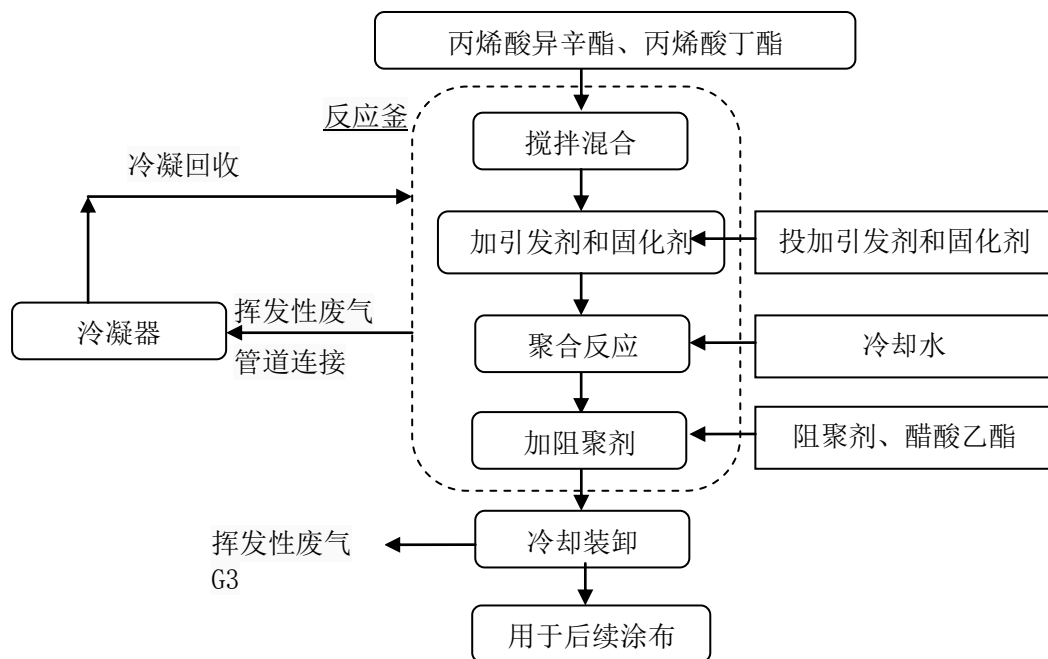 丙烯酸异辛酯、丙烯酸丁酯
反应釜
搅拌混合
冷凝回收
加引发剂和固化剂
投加引发剂和固化剂
挥发性废气
冷凝器
管道连接
聚合反应
冷却水
加阻聚剂
阻聚剂、醋酸乙酯
挥发性废气
G3
冷却装卸
用于后续涂布